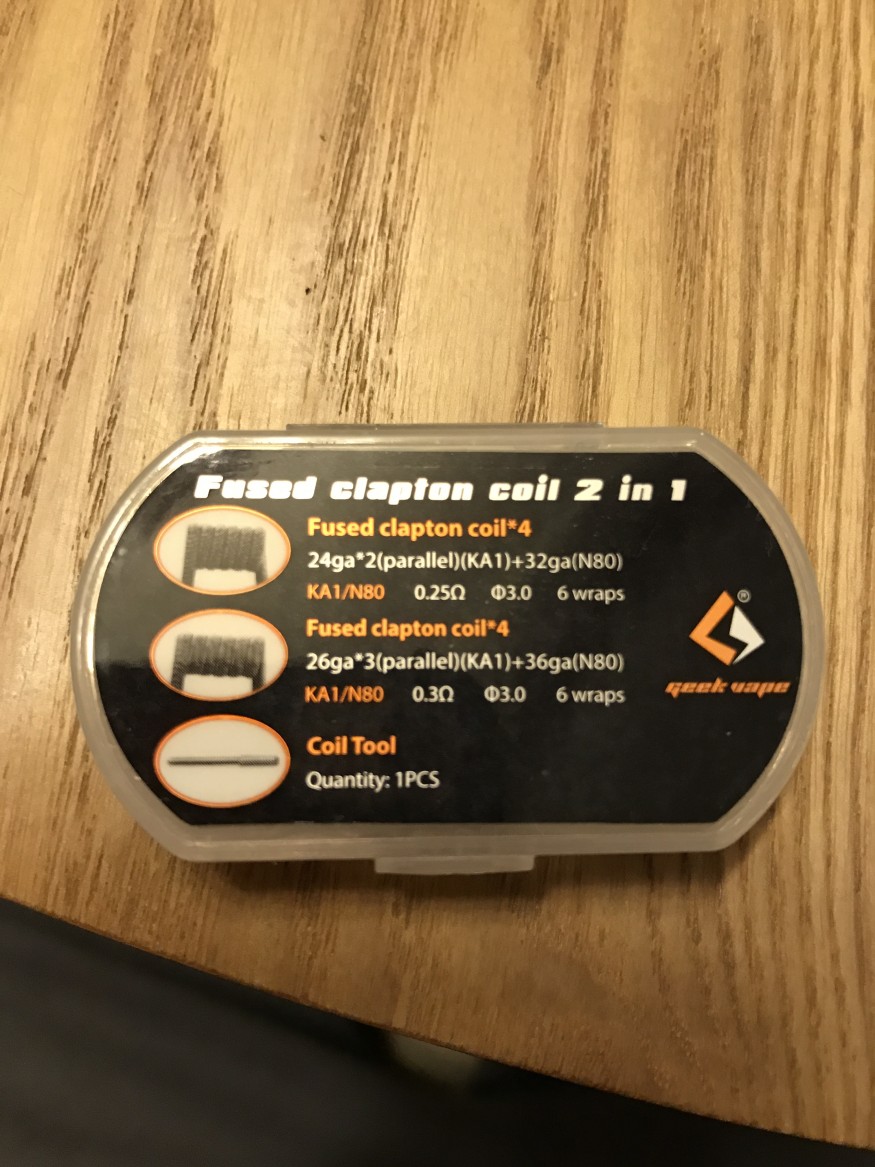 Fused clapton coil 2 in 1
Fused clapton coil*4
24ga*2(parallel)(KA1)+32ga(N80)
KA1/N80 0.25Ω Φ3.0 6 wraps
Fused clapton coil*4
26ga*3(parallel)(KA1)+36ga(N80)
KA1/N80 0.3Ω Φ3.0 6 wraps
®
geek vape
Coil Tool
Quantity: 1PCS